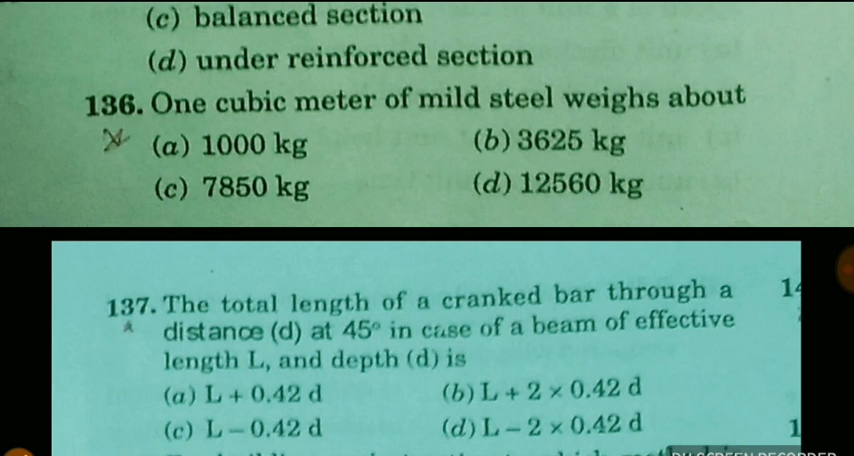 (c) balanced section
(d) under reinforced section
136. One cubic meter of mild steel weighs about
(a) 1000 kg (b) 3625 kg
(c) 7850 kg (d) 12560 kg
137. The total length of a cranked bar through a
distance (d) at 45° in case of a beam of effective
length L, and depth (d) is
(a) L + 0.42 d (b) L + 2 × 0.42 d
(c) L – 0.42 d (d) L – 2 × 0.42 d